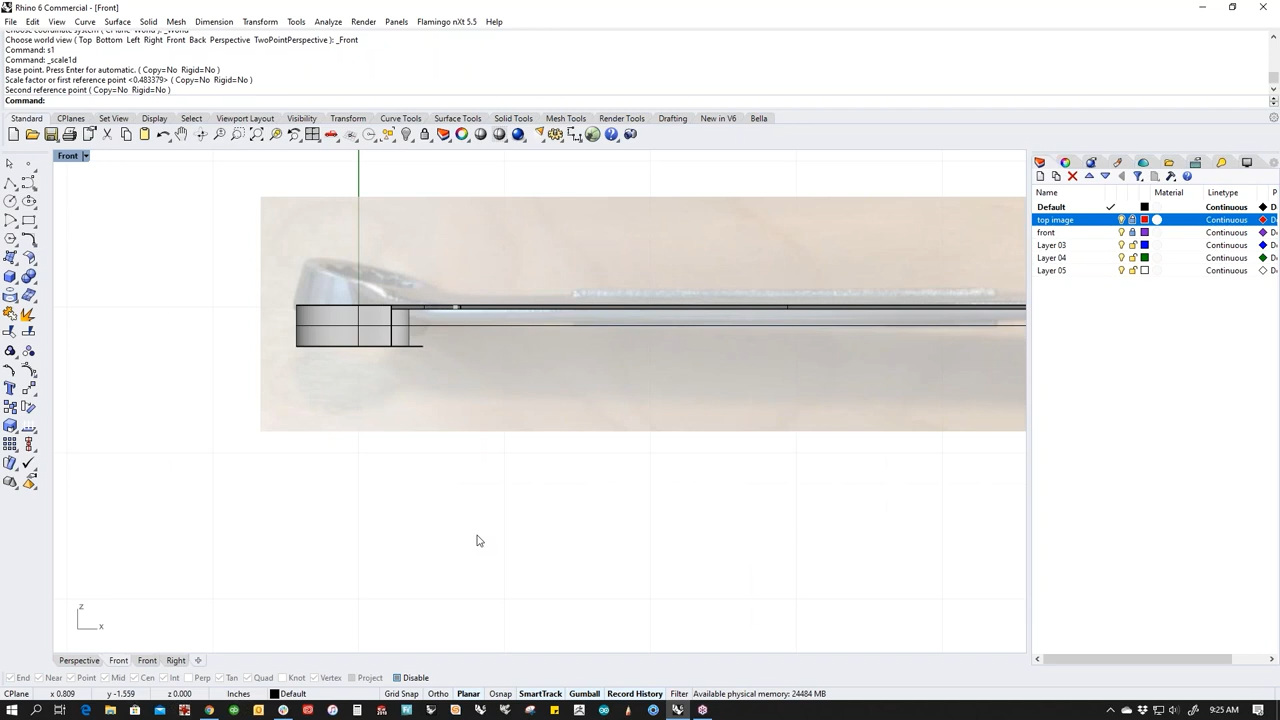 Rhino 6 Commercial - [Front]
File Edit View Curve Surface Solid Mesh Dimension Transform Tools Analyze Render Panels Flamingo nXt 5.5 Help
Choose world view ( Top Bottom Left Right Front Back Perspective TwoPointPerspective ): _Front
Command: s1
Command: _scale1d
Base point. Press Enter for automatic. ( Copy=No Rigid=No )
Scale factor or first reference point <0.483379> ( Copy=No Rigid=No )
Second reference point ( Copy=No Rigid=No )
Command:
Standard CPlanes Set View Display Select Viewport Layout Visibility Transform Curve Tools Surface Tools Solid Tools Mesh Tools Render Tools Drafting New in V6 Bella
Front
Name Material Linetype P
Default Continuous D
top image Continuous D
front Continuous D
Layer 03 Continuous D
Layer 04 Continuous D
Layer 05 Continuous D
z
x
Perspective Front Front Right
End Near Point Mid Cen Int Perp Tan Quad Knot Vertex Project Disable
CPlane x 0.809 y -1.559 z 0.000 Inches Default Grid Snap Ortho Planar Osnap SmartTrack Gumball Record History Filter Available physical memory: 24484 MB
9:25 AM